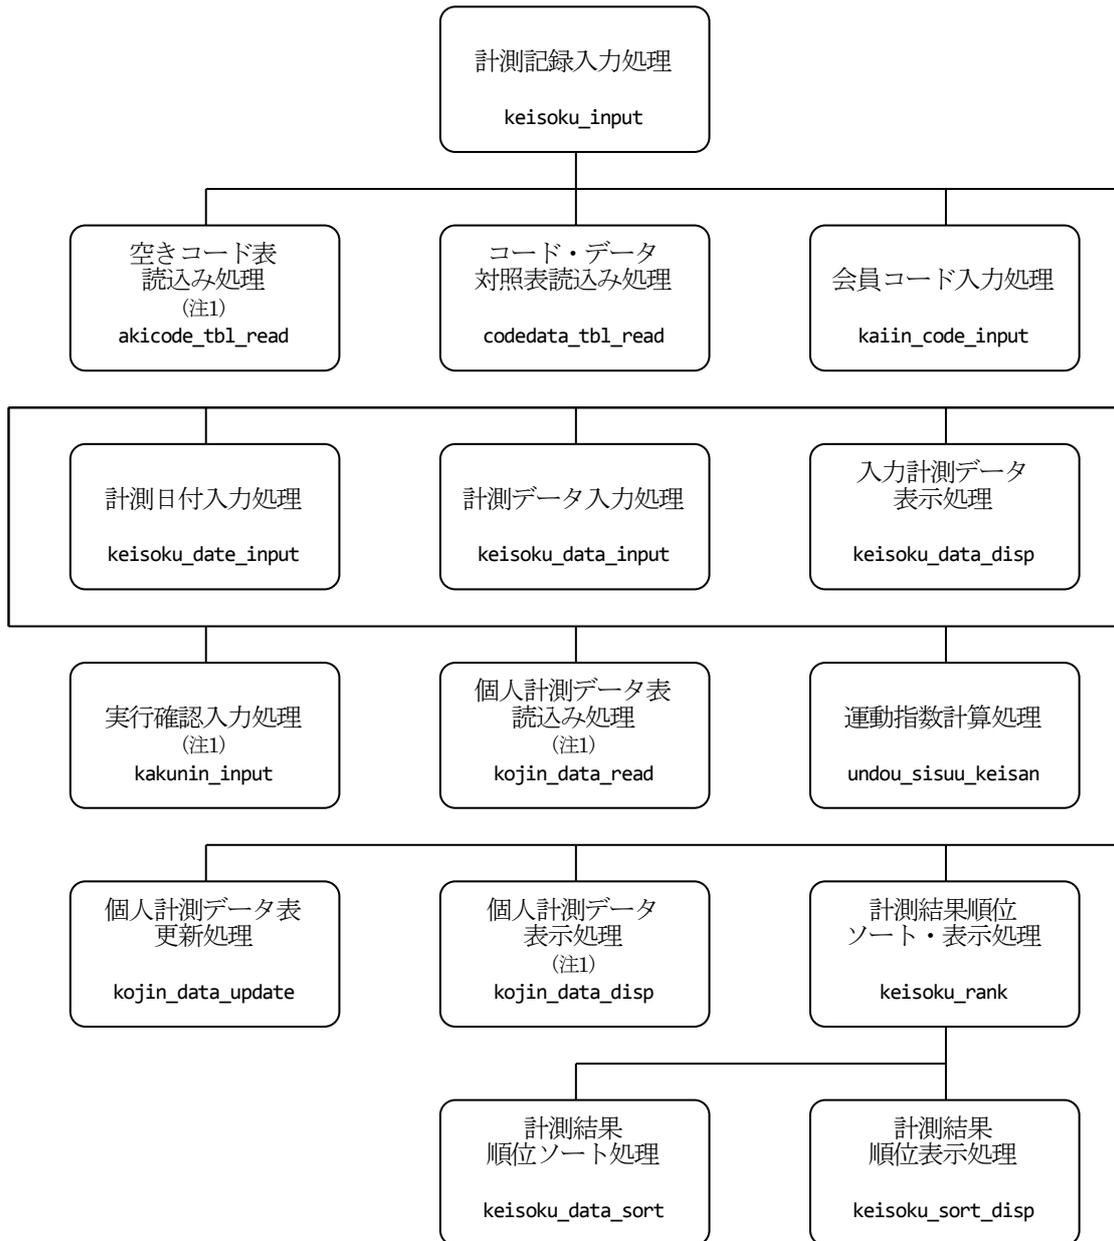 計測記録入力処理
keisoku_input
空きコード表
読込み処理
(注1)
akicode_tbl_read
コード・データ
対照表読込み処理
codedata_tbl_read
会員コード入力処理
kaiin_code_input
計測日付入力処理
keisoku_date_input
計測データ入力処理
keisoku_data_input
入力計測データ
表示処理
keisoku_data_disp
実行確認入力処理
(注1)
kakunin_input
個人計測データ表
読込み処理
(注1)
kojin_data_read
運動指数計算処理
undou_sisuu_keisan
個人計測データ表
更新処理
kojin_data_update
個人計測データ
表示処理
(注1)
kojin_data_disp
計測結果順位
ソート・表示処理
keisoku_rank
計測結果
順位ソート処理
keisoku_data_sort
計測結果
順位表示処理
keisoku_sort_disp